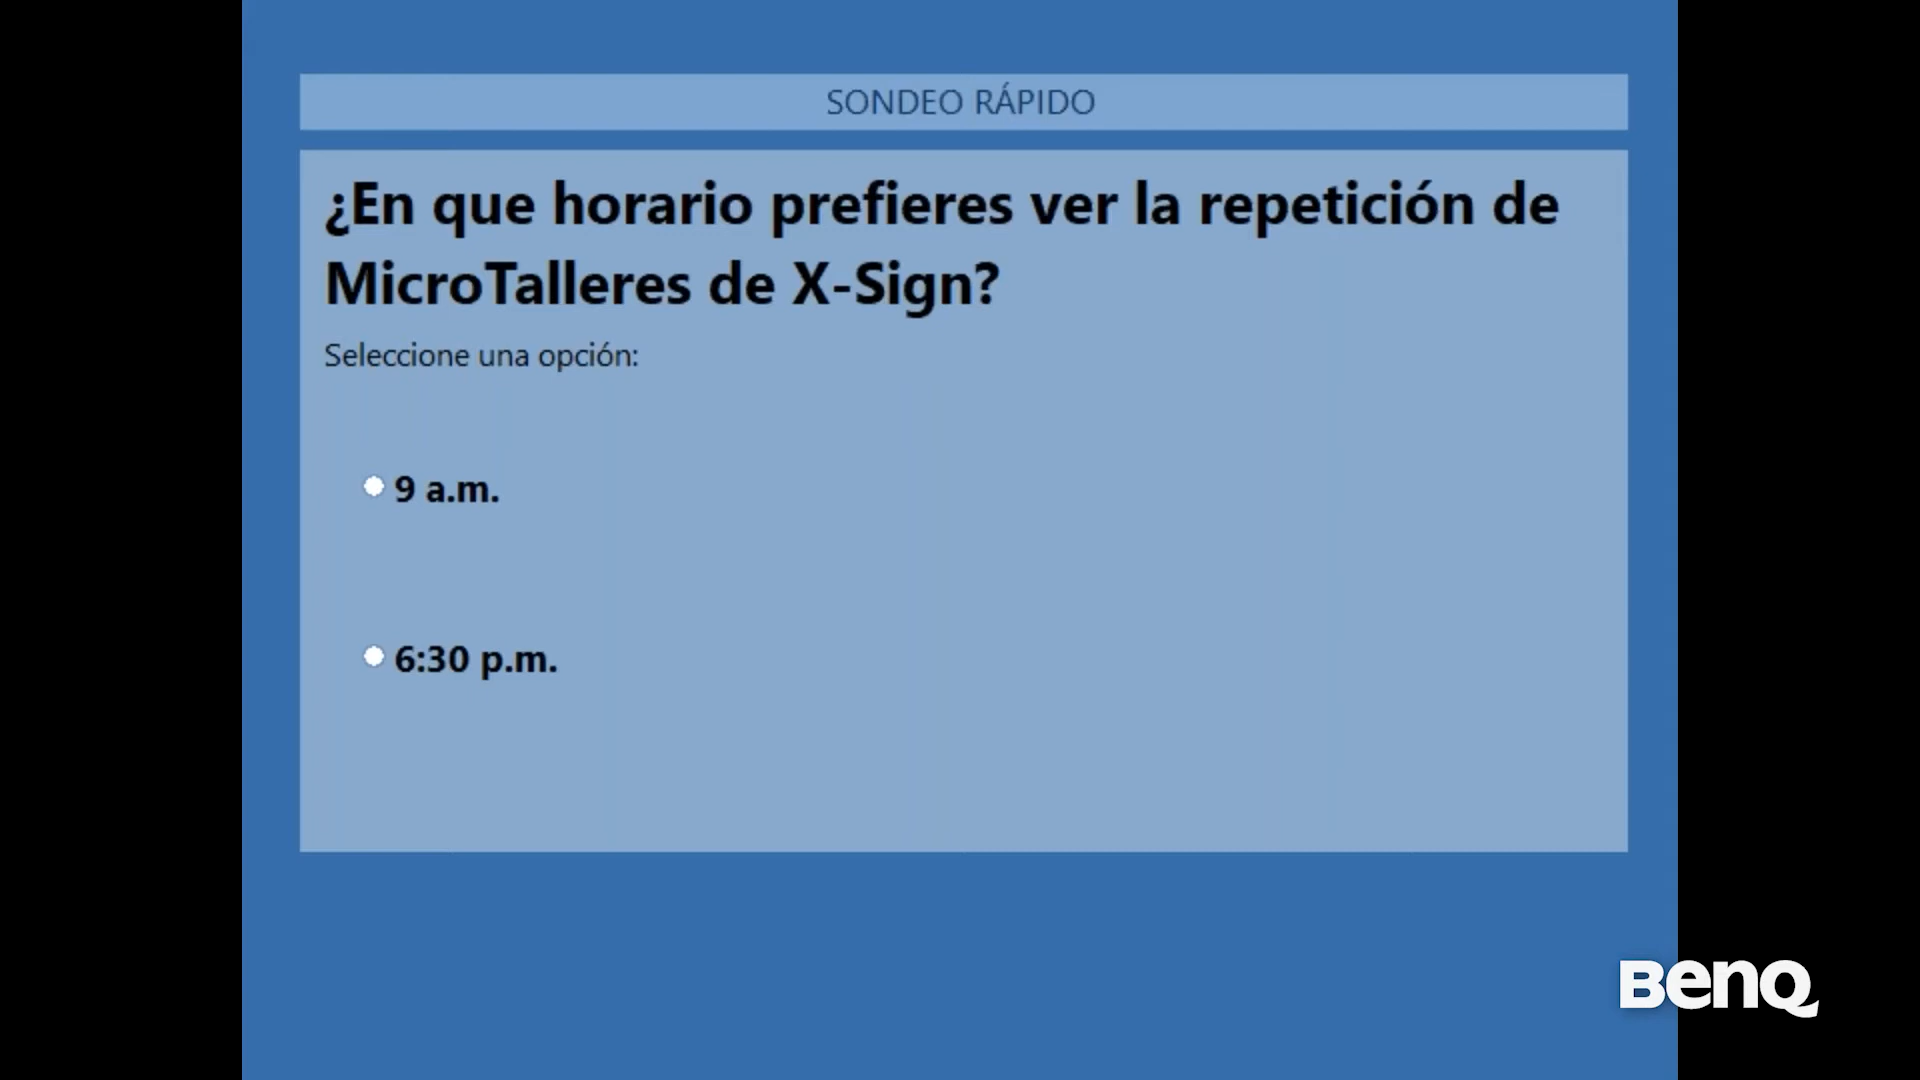 SONDEO RÁPIDO
¿En que horario prefieres ver la repetición de
MicroTalleres de X-Sign?
Seleccione una opción:
9 a.m.
6:30 p.m.
BenQ